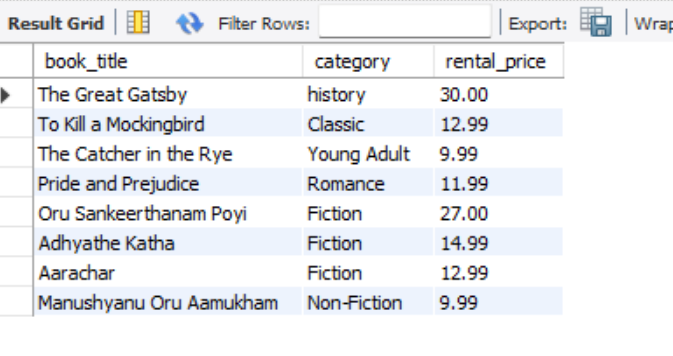 Result Grid Filter Rows: Export: Wrap
book_title category rental_price
The Great Gatsby history 30.00
To Kill a Mockingbird Classic 12.99
The Catcher in the Rye Young Adult 9.99
Pride and Prejudice Romance 11.99
Oru Sankeerthanam Poyi Fiction 27.00
Adhyathe Katha Fiction 14.99
Aarachar Fiction 12.99
Manushyanu Oru Aamukham Non-Fiction 9.99